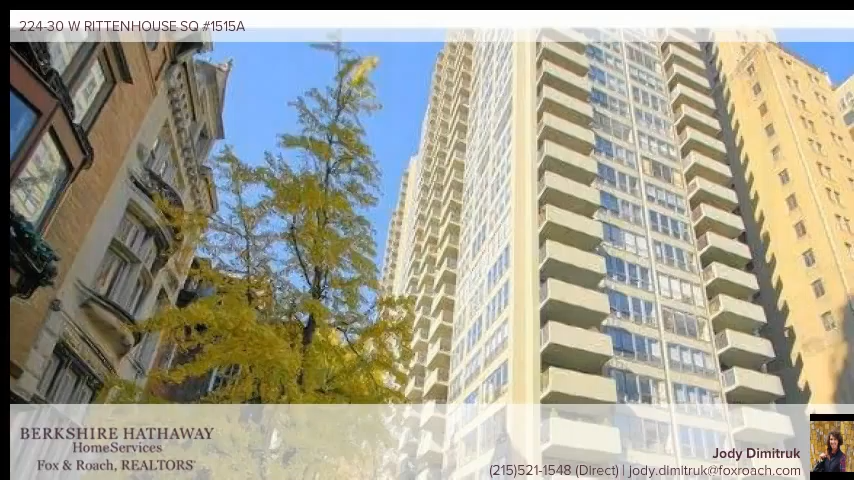 224-30 W RITTENHOUSE SQ #1515A
BERKSHIRE HATHAWAY
HomeServices
Fox & Roach, REALTORS®
Jody Dimitruk
(215)521-1548 (Direct) | jody.dimitruk@foxroach.com